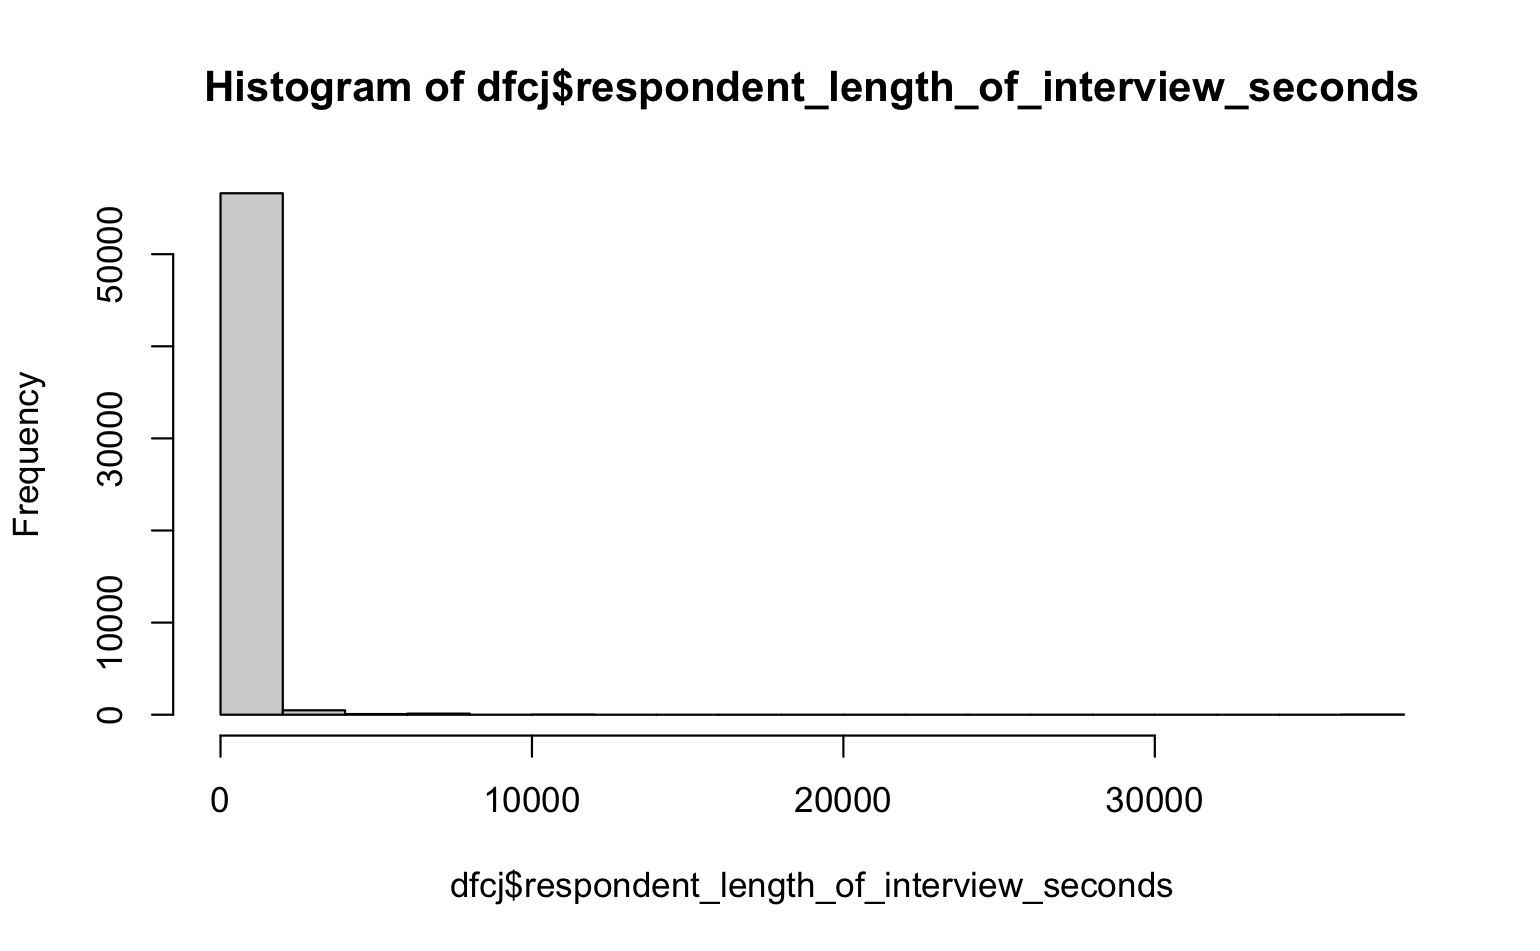 Histogram of dfcj$respondent_length_of_interview_seconds
Frequency
50000
30000
10000
0
0 10000 20000 30000
dfcj$respondent_length_of_interview_seconds